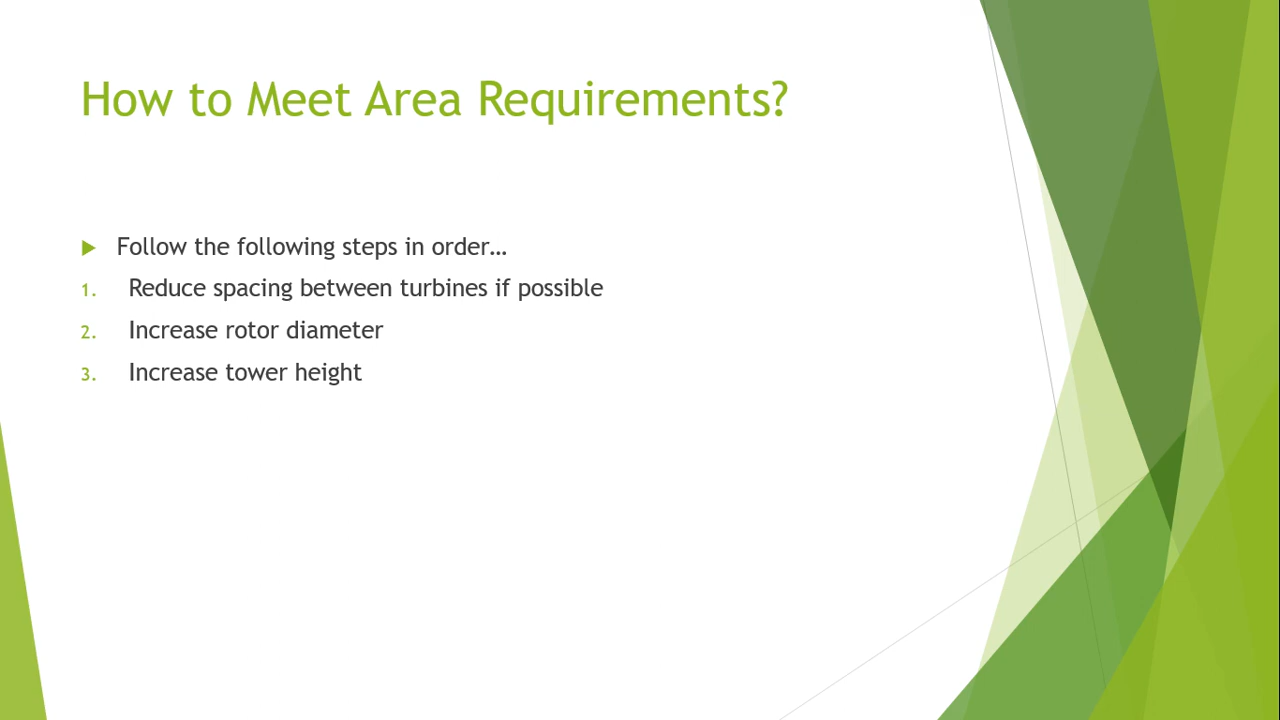 How to Meet Area Requirements?
Follow the following steps in order…
1. Reduce spacing between turbines if possible
2. Increase rotor diameter
3. Increase tower height